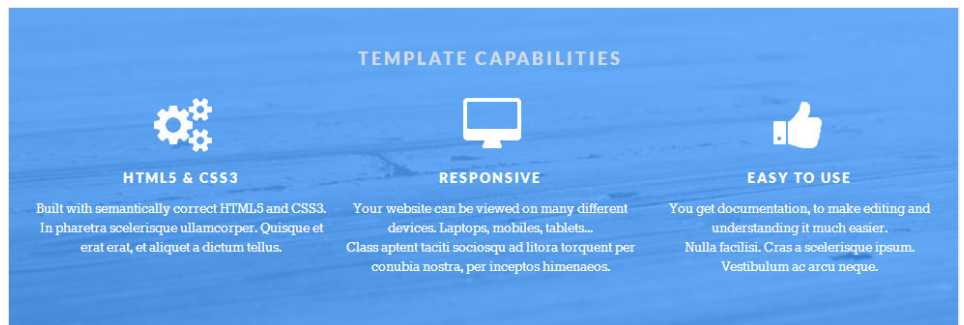 TEMPLATE CAPABILITIES
HTML5 & CSS3
Built with semantically correct HTML5 and CSS3.
In pharetra scelerisque ullamcorper. Quisque et
erat erat, et aliquet a dictum tellus.
RESPONSIVE
Your website can be viewed on many different
devices. Laptops, mobiles, tablets...
Class aptent taciti sociosqu ad litora torquent per
conubia nostra, per inceptos himenaeos.
EASY TO USE
You get documentation, to make editing and
understanding it much easier.
Nulla facilisi. Cras a scelerisque ipsum.
Vestibulum ac arcu neque.